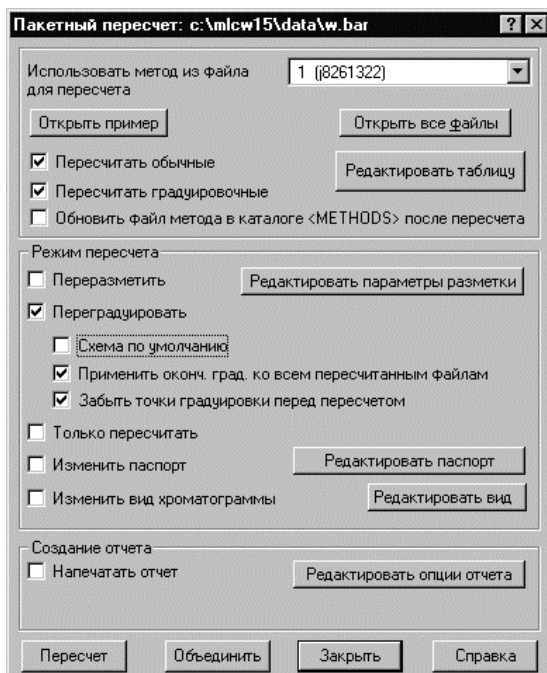 Пакетный пересчет: c:\mlcw15\data\w.bar
Использовать метод из файла
для пересчета
1 (j8261322)
Открыть пример
Открыть все файлы
Пересчитать обычные
Редактировать таблицу
Пересчитать градуировочные
Обновить файл метода в каталоге <METHODS> после пересчета
Режим пересчета
Переразметить
Редактировать параметры разметки
Переградуировать
Схема по умолчанию
Применить оконч. град. ко всем пересчитанным файлам
Забыть точки градуировки перед пересчетом
Только пересчитать
Изменить паспорт
Редактировать паспорт
Изменить вид хроматограммы
Редактировать вид
Создание отчета
Напечатать отчет
Редактировать опции отчета
Пересчет
Объединить
Закрыть
Справка